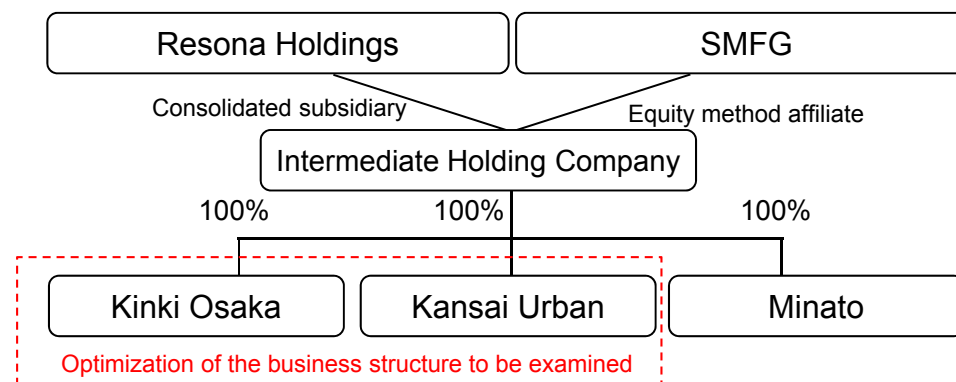 Resona Holdings
SMFG
Consolidated subsidiary
Equity method affiliate
Intermediate Holding Company
100%
100%
100%
Kinki Osaka
Kansai Urban
Minato
Optimization of the business structure to be examined